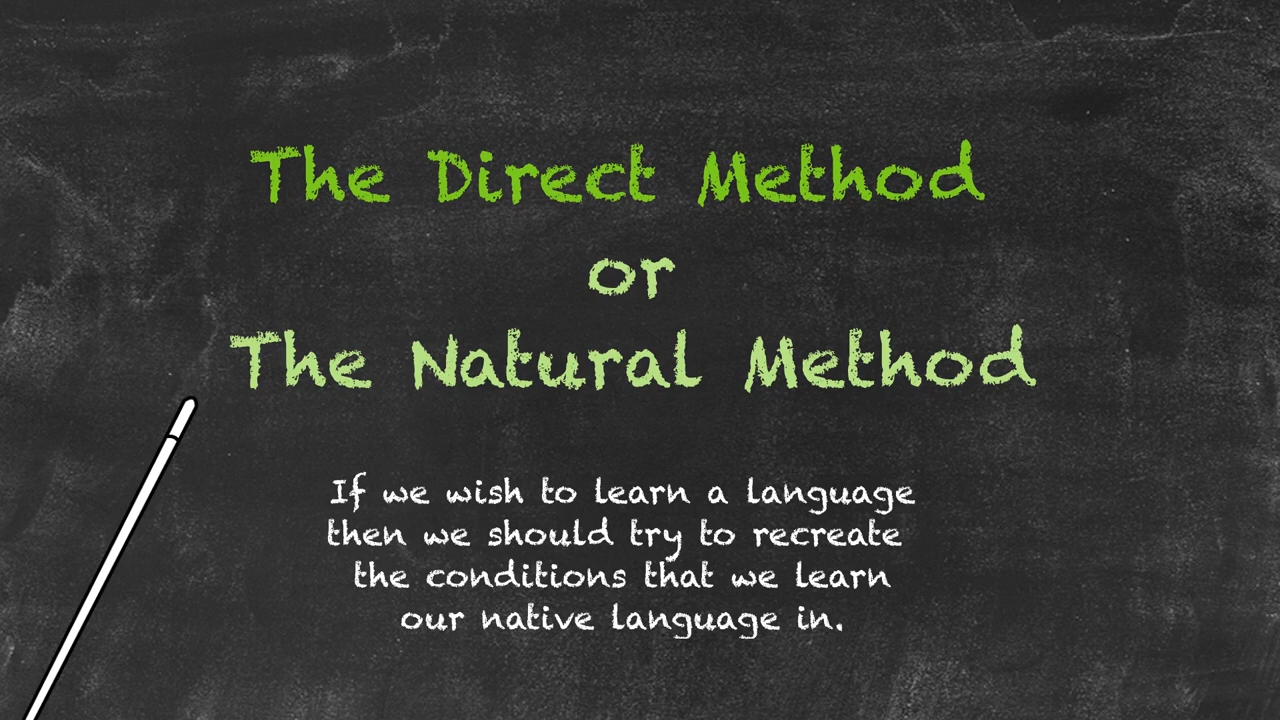 The Direct Method
or
The Natural Method
If we wish to learn a language
then we should try to recreate
the conditions that we learn
our native language in.